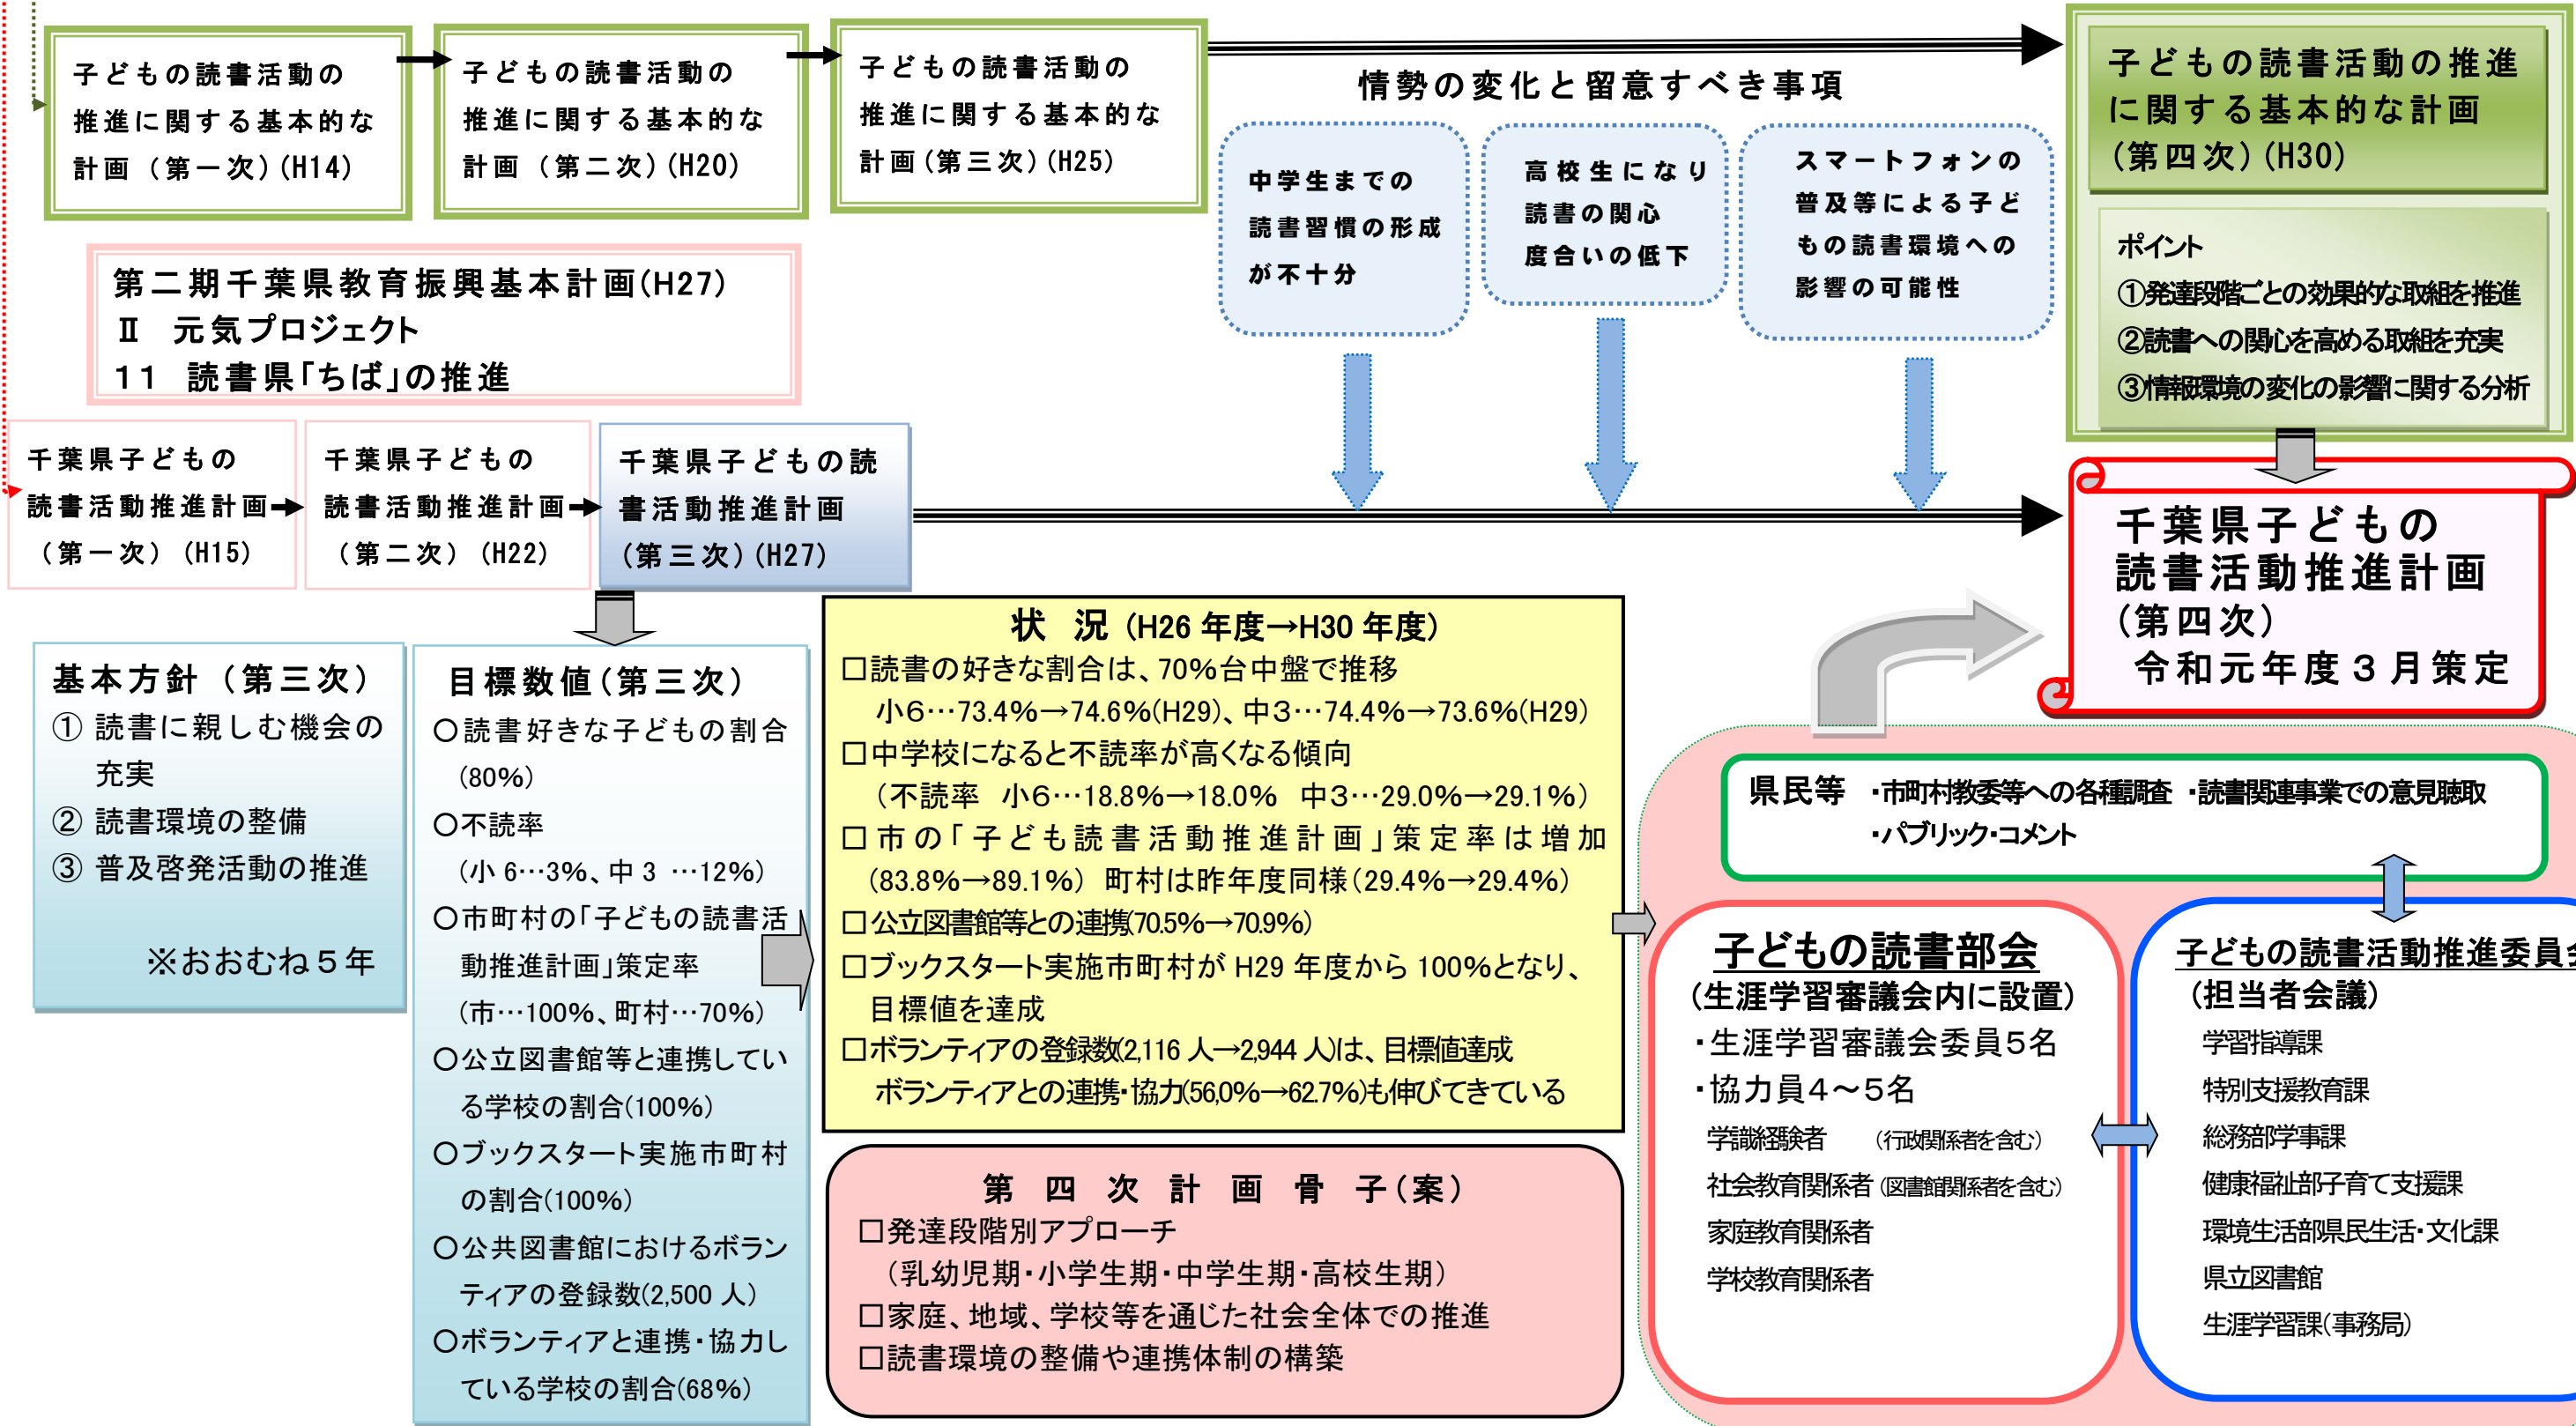 子どもの読書活動の
推進に関する基本的な
計画（第一次）(H14)
子どもの読書活動の
推進に関する基本的な
計画（第二次）(H20)
子どもの読書活動の
推進に関する基本的な
計画（第三次）(H25)
情勢の変化と留意すべき事項
中学生までの
読書習慣の形成
が不十分
高校生になり
読書の関心
度合いの低下
スマートフォンの
普及等による子ど
もの読書環境への
影響の可能性
子どもの読書活動の推進
に関する基本的な計画
（第四次）(H30)
ポイント
①発達段階ごとの効果的な取組を推進
②読書への関心を高める取組を充実
③情報環境の変化の影響に関する分析
第二期千葉県教育振興基本計画(H27)
Ⅱ　元気プロジェクト
11　読書県「ちば」の推進
千葉県子どもの
読書活動推進計画
（第一次）(H15)
千葉県子どもの
読書活動推進計画
（第二次）(H22)
千葉県子どもの読
書活動推進計画
（第三次）(H27)
千葉県子どもの
読書活動推進計画
（第四次）
令和元年度３月策定
基本方針（第三次）
① 読書に親しむ機会の
充実
② 読書環境の整備
③ 普及啓発活動の推進
※おおむね５年
目標数値（第三次）
○読書好きな子どもの割合
(80%)
○不読率
(小6…3%、中3 …12%)
○市町村の「子どもの読書活
動推進計画」策定率
(市…100%、町村…70%)
○公立図書館等と連携してい
る学校の割合(100%)
○ブックスタート実施市町村
の割合(100%)
○公共図書館におけるボラン
ティアの登録数(2,500人)
○ボランティアと連携・協力し
ている学校の割合(68%)
状　況（H26年度→H30年度）
□読書の好きな割合は、70%台中盤で推移
小６…73.4%→74.6%(H29)、中３…74.4%→73.6%(H29)
□中学校になると不読率が高くなる傾向
（不読率　小６…18.8%→18.0%　中３…29.0%→29.1%）
□市の「子ども読書活動推進計画」策定率は増加
(83.8%→89.1%)　町村は昨年度同様(29.4%→29.4%)
□公立図書館等との連携(70.5%→70.9%)
□ブックスタート実施市町村がH29年度から100%となり、
目標値を達成
□ボランティアの登録数(2,116人→2,944人)は、目標値達成
ボランティアとの連携・協力(56,0%→62.7%)も伸びてきている
第四次計画骨子（案）
□発達段階別アプローチ
（乳幼児期・小学生期・中学生期・高校生期）
□家庭、地域、学校等を通じた社会全体での推進
□読書環境の整備や連携体制の構築
県民等　・市町村教委等への各種調査　・読書関連事業での意見聴取
・パブリック・コメント
子どもの読書部会
（生涯学習審議会内に設置）
・生涯学習審議会委員５名
・協力員４～５名
学識経験者　（行政関係者を含む）
社会教育関係者（図書館関係者を含む）
家庭教育関係者
学校教育関係者
子どもの読書活動推進委員会
（担当者会議）
学習指導課
特別支援教育課
総務部学事課
健康福祉部子育て支援課
環境生活部県民生活・文化課
県立図書館
生涯学習課（事務局）